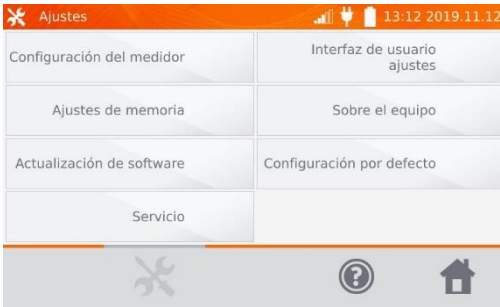 Ajustes 13:12 2019.11.12
Configuración del medidor
Interfaz de usuario
ajustes
Ajustes de memoria
Sobre el equipo
Actualización de software
Configuración por defecto
Servicio
?